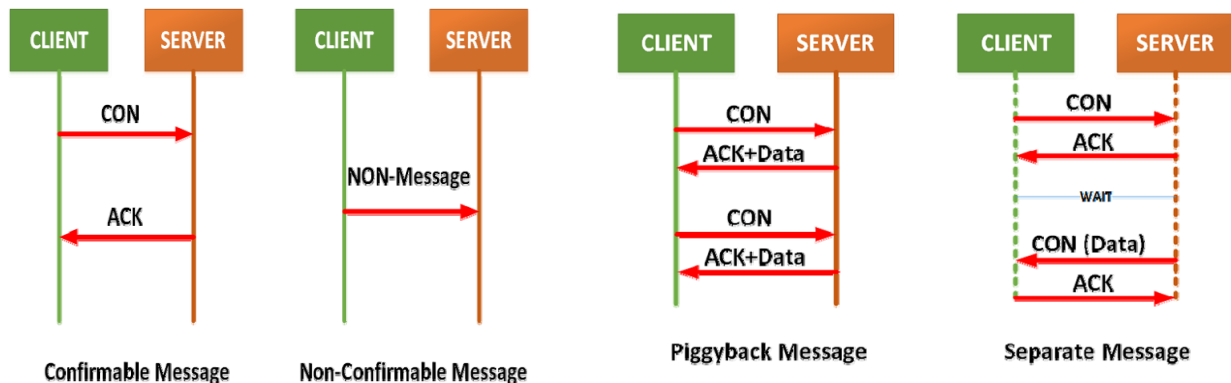 CLIENT
SERVER
CON
ACK
Confirmable Message
CLIENT
SERVER
NON-Message
Non-Confirmable Message
CLIENT
SERVER
CON
ACK+Data
CON
ACK+Data
Piggyback Message
CLIENT
SERVER
CON
ACK
WAIT
CON (Data)
ACK
Separate Message